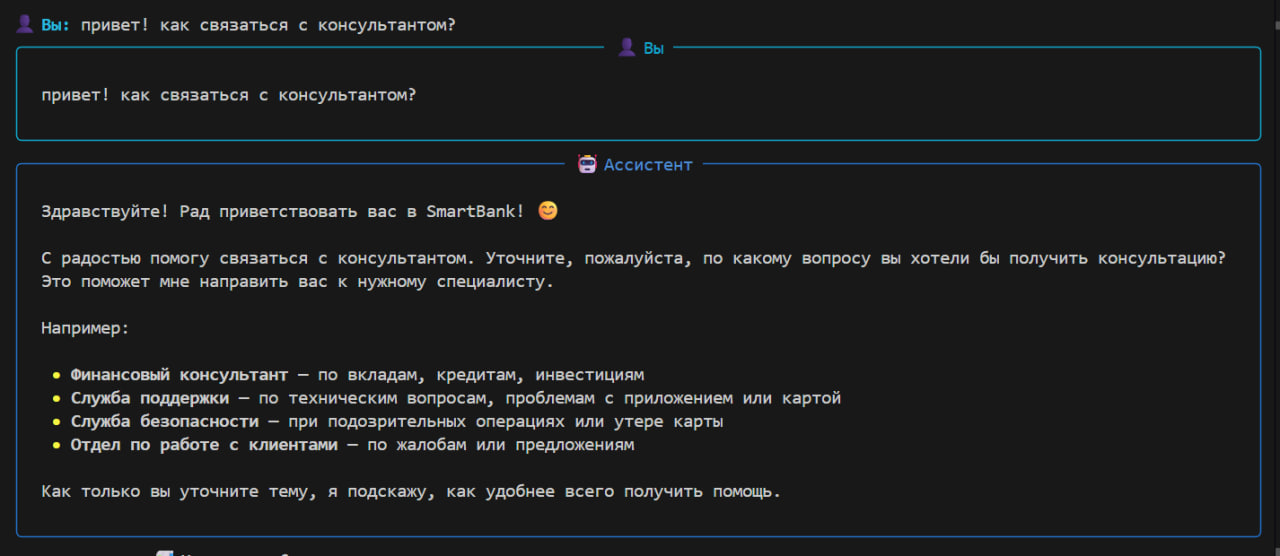 Вы: привет! как связаться с консультантом?
Вы
привет! как связаться с консультантом?
Ассистент
Здравствуйте! Рад приветствовать вас в SmartBank! 😊
С радостью помогу связаться с консультантом. Уточните, пожалуйста, по какому вопросу вы хотели бы получить консультацию?
Это поможет мне направить вас к нужному специалисту.
Например:
• Финансовый консультант — по вкладам, кредитам, инвестициям
• Служба поддержки — по техническим вопросам, проблемам с приложением или картой
• Служба безопасности — при подозрительных операциях или утере карты
• Отдел по работе с клиентами — по жалобам или предложениям
Как только вы уточните тему, я подскажу, как удобнее всего получить помощь.